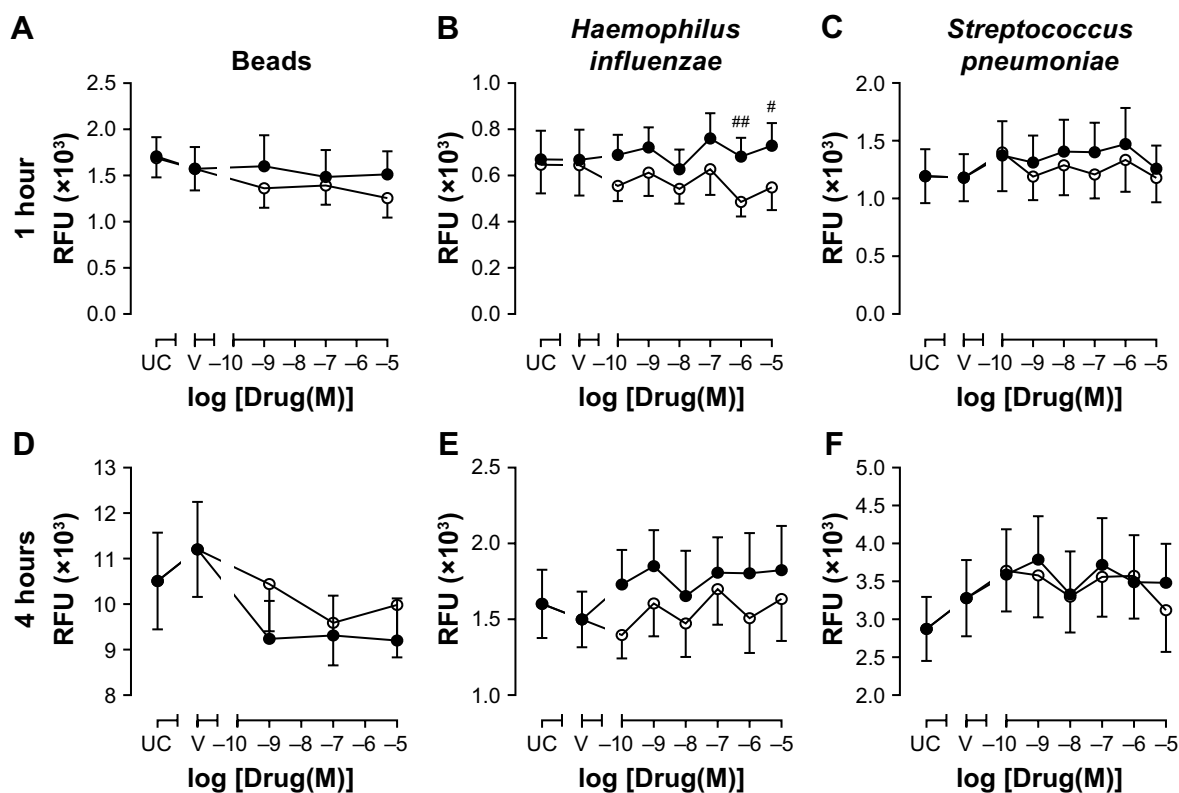 A
B
C
Beads
Haemophilus
influenzae
Streptococcus
pneumoniae
1 hour
RFU (×10³)
2.5
2.0
1.5
1.0
0.5
0.0
UC V –10 –9 –8 –7 –6 –5
log [Drug(M)]
RFU (×10³)
1.0
0.8
0.6
0.4
0.2
0.0
##
#
UC V –10 –9 –8 –7 –6 –5
log [Drug(M)]
RFU (×10³)
2.0
1.5
1.0
0.5
0.0
UC V –10 –9 –8 –7 –6 –5
log [Drug(M)]
D
E
F
4 hours
RFU (×10³)
13
12
11
10
9
8
UC V –10 –9 –8 –7 –6 –5
log [Drug(M)]
RFU (×10³)
2.5
2.0
1.5
1.0
UC V –10 –9 –8 –7 –6 –5
log [Drug(M)]
RFU (×10³)
5.0
4.5
4.0
3.5
3.0
2.5
2.0
UC V –10 –9 –8 –7 –6 –5
log [Drug(M)]